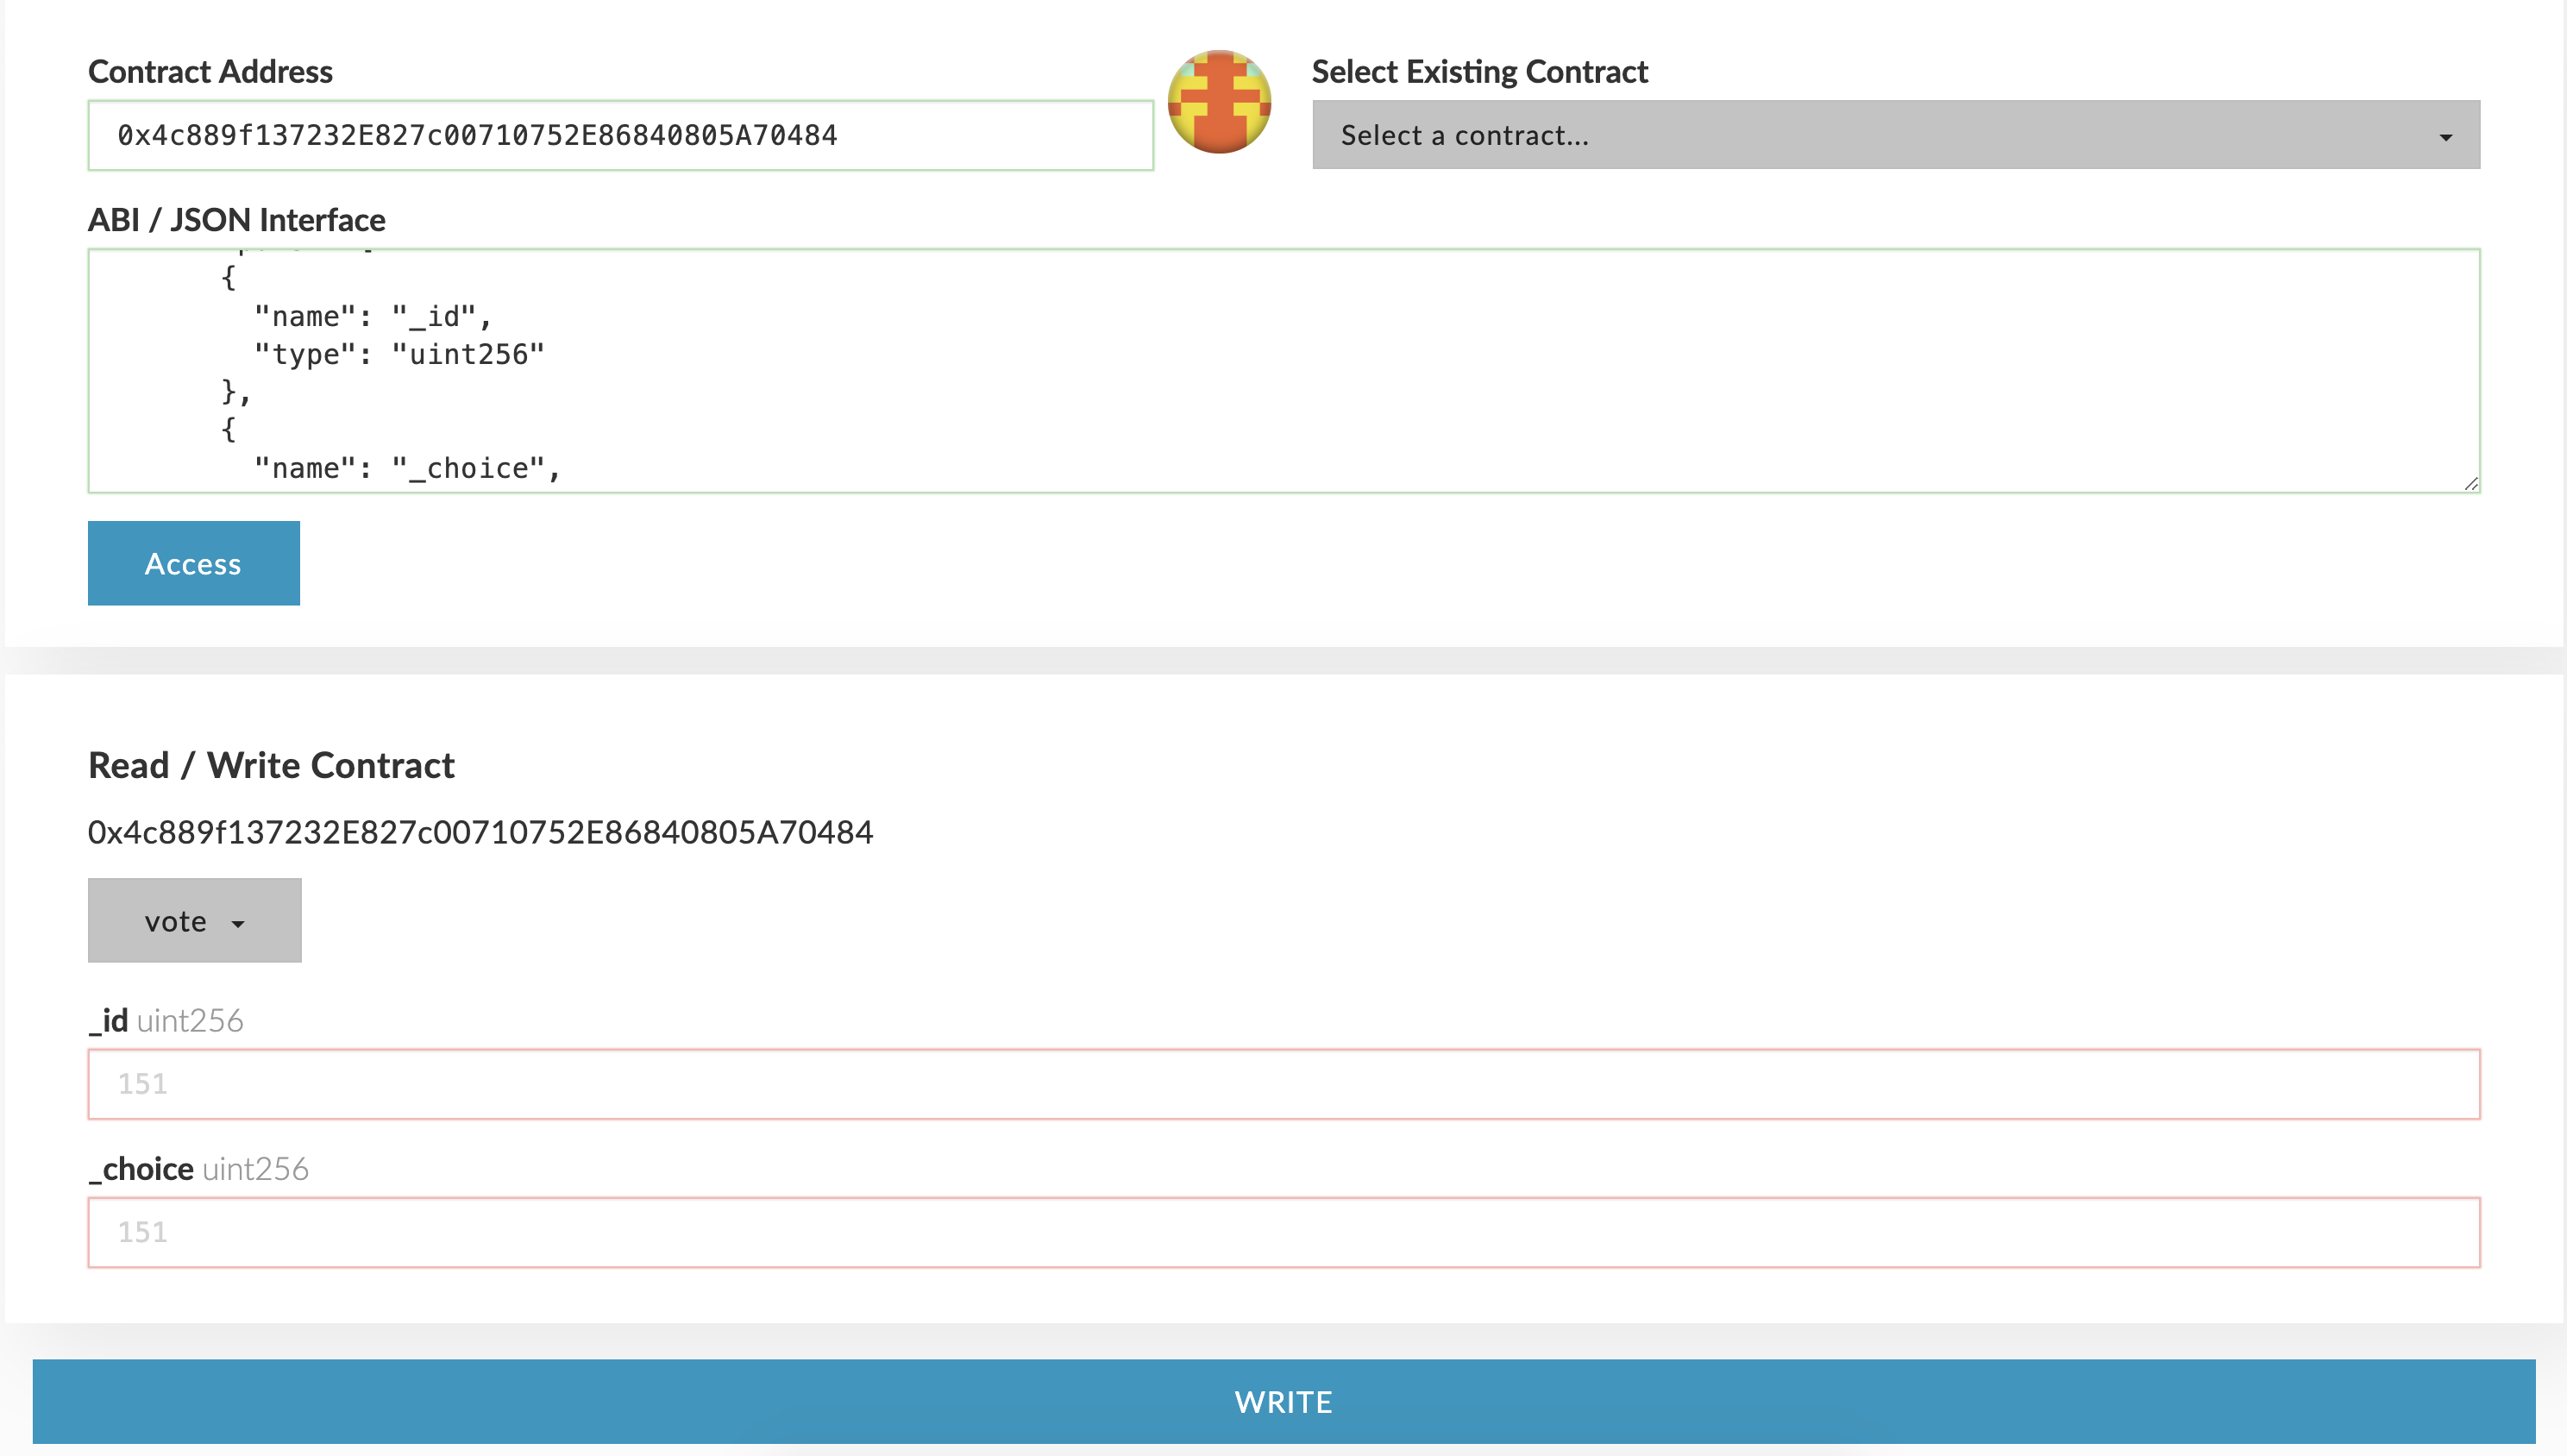 Contract Address
Select Existing Contract
0x4c889f137232E827c00710752E86840805A70484
Select a contract...
ABI / JSON Interface
{
"name": "_id",
"type": "uint256"
},
{
"name": "_choice",
Access
Read / Write Contract
0x4c889f137232E827c00710752E86840805A70484
vote
_id uint256
151
_choice uint256
151
WRITE